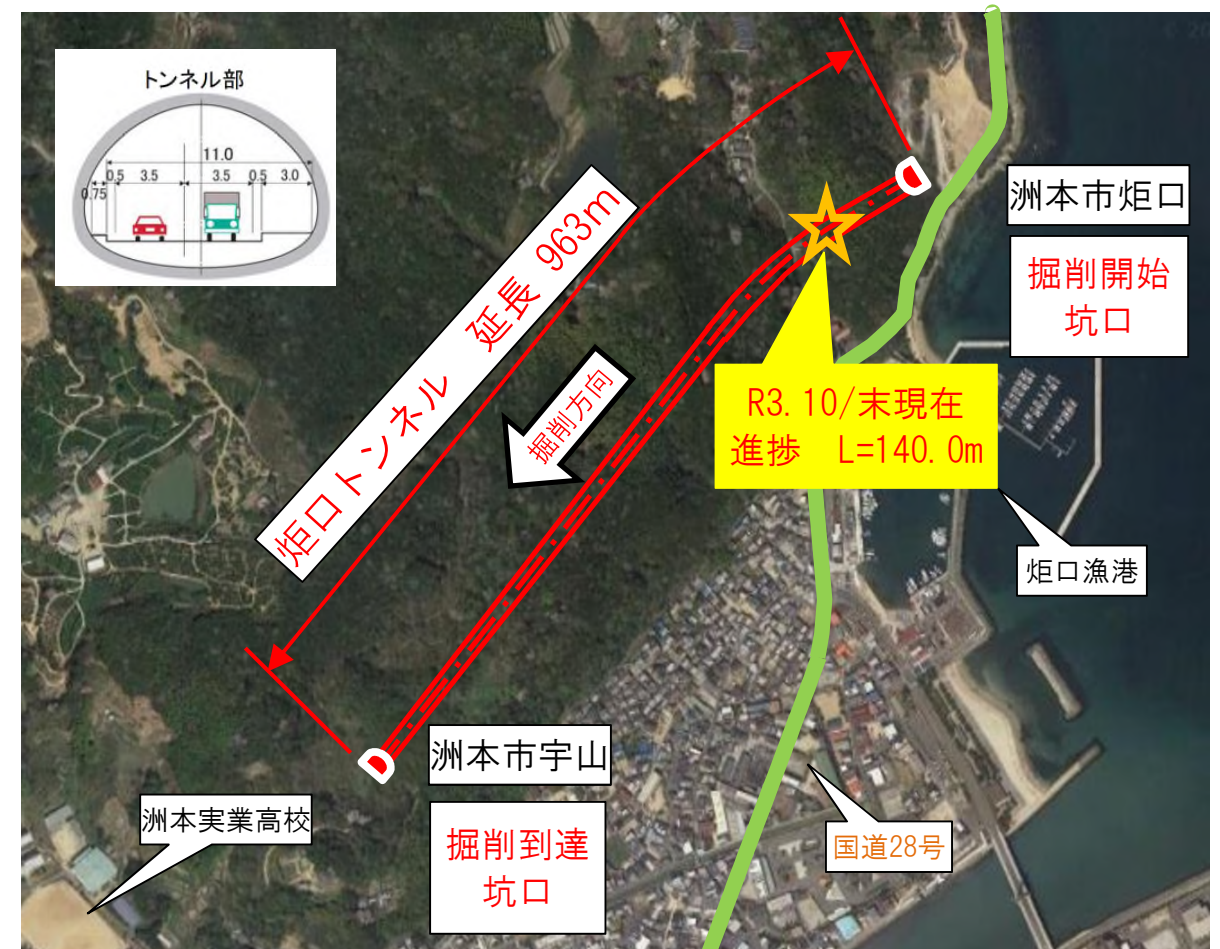 トンネル部
11.0
0.5 3.5 3.5 0.5 3.0
0.75
炬口トンネル 延長 963m
掘削方向
洲本市炬口
掘削開始
坑口
R3.10/末現在
進捗 L=140.0m
炬口漁港
洲本市宇山
掘削到達
坑口
洲本実業高校
国道28号